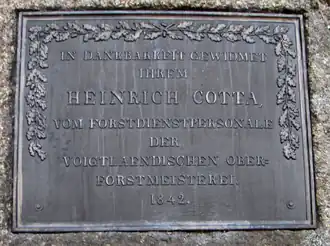 IN DANKBARKEIT GEWIDMET
IHREM
HEINRICH COTTA,
VOM FORSTDIENSTPERSONALE
DER
VOIGTLAENDISCHEN OBER=
FORSTMEISTEREI.
1842.